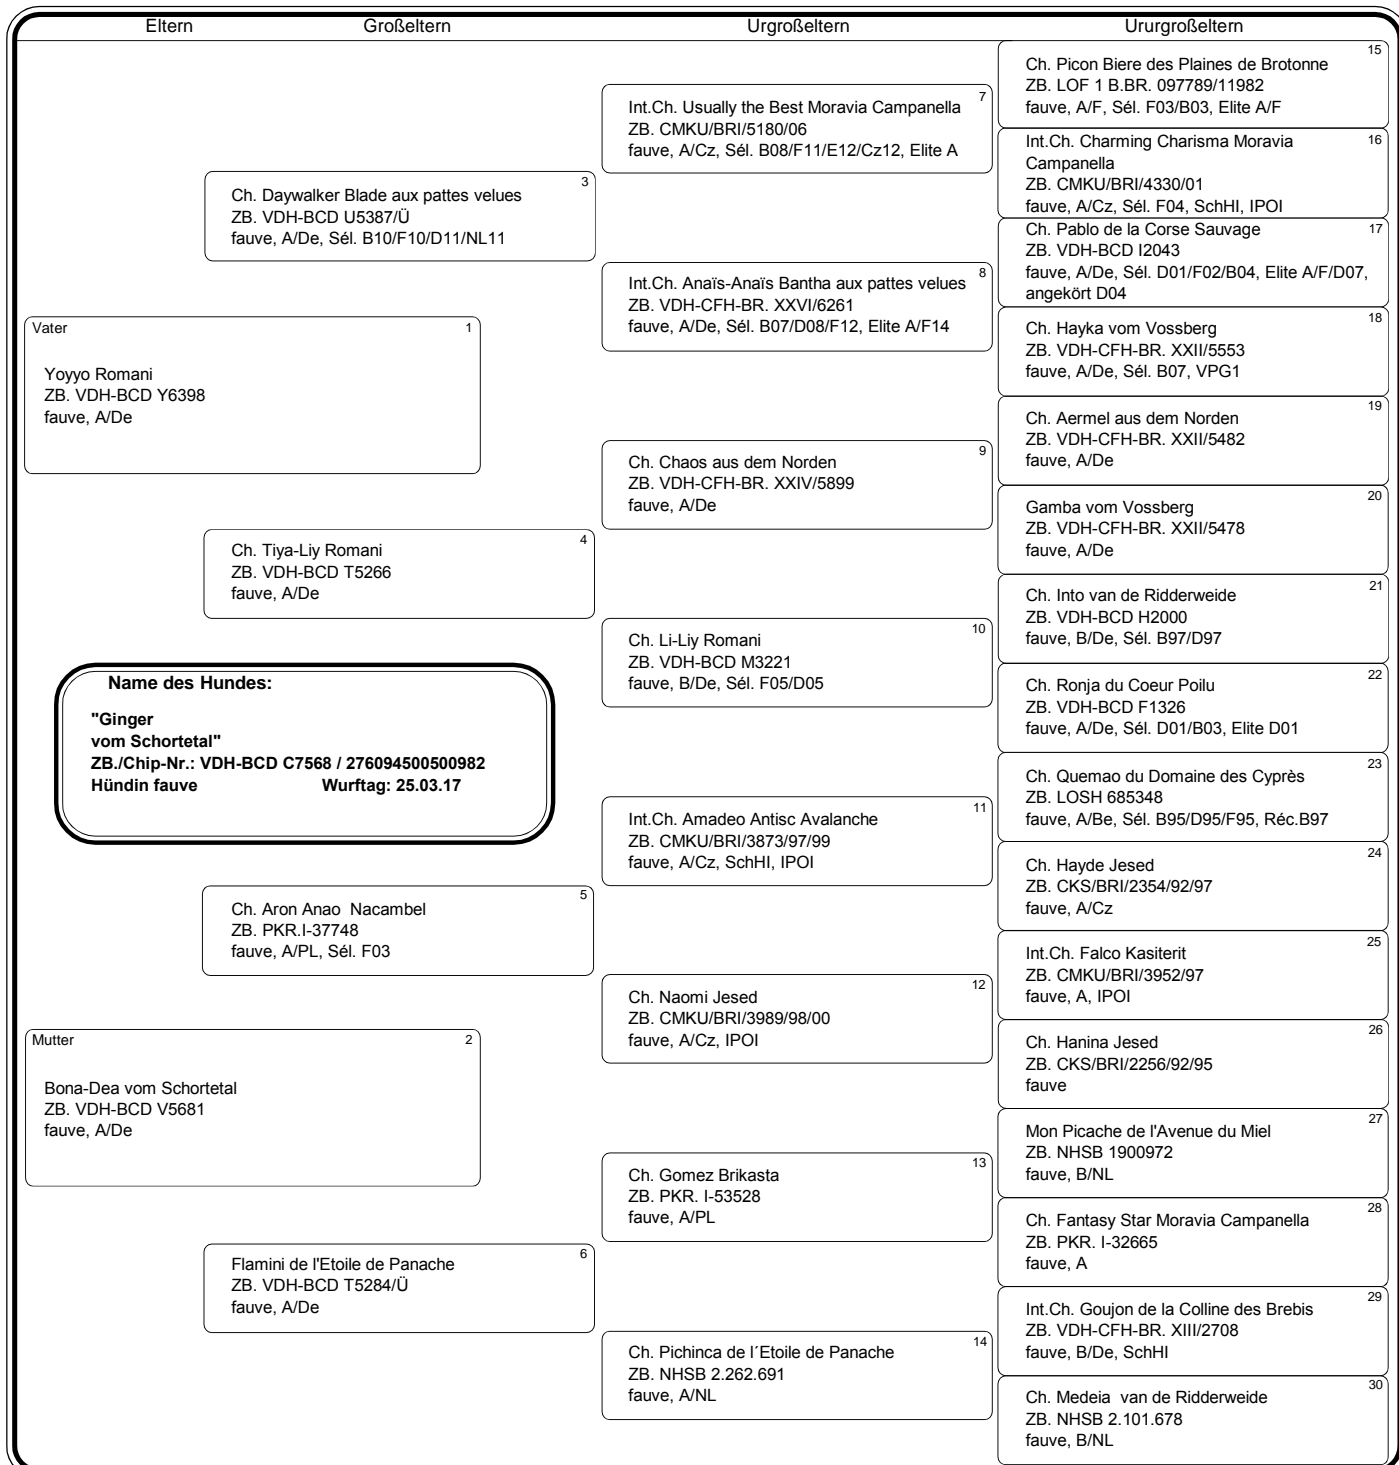 Eltern Großeltern Urgroßeltern Ururgroßeltern
Vater 1
Yoyyo Romani
ZB. VDH-BCD Y6398
fauve, A/De
Name des Hundes:
"Ginger
vom Schortetal"
ZB./Chip-Nr.: VDH-BCD C7568 / 276094500500982
Hündin fauve Wurftag: 25.03.17
Mutter 2
Bona-Dea vom Schortetal
ZB. VDH-BCD V5681
fauve, A/De
3
Ch. Daywalker Blade aux pattes velues
ZB. VDH-BCD U5387/Ü
fauve, A/De, Sél. B10/F10/D11/NL11
4
Ch. Tiya-Liy Romani
ZB. VDH-BCD T5266
fauve, A/De
5
Ch. Aron Anao Nacambel
ZB. PKR.I-37748
fauve, A/PL, Sél. F03
6
Flamini de l'Etoile de Panache
ZB. VDH-BCD T5284/Ü
fauve, A/De
7
Int.Ch. Usually the Best Moravia Campanella
ZB. CMKU/BRI/5180/06
fauve, A/Cz, Sél. B08/F11/E12/Cz12, Elite A
8
Int.Ch. Anaïs-Anaïs Bantha aux pattes velues
ZB. VDH-CFH-BR. XXVI/6261
fauve, A/De, Sél. B07/D08/F12, Elite A/F14
9
Ch. Chaos aus dem Norden
ZB. VDH-CFH-BR. XXIV/5899
fauve, A/De
10
Ch. Li-Liy Romani
ZB. VDH-BCD M3221
fauve, B/De, Sél. F05/D05
11
Int.Ch. Amadeo Antisc Avalanche
ZB. CMKU/BRI/3873/97/99
fauve, A/Cz, SchHI, IPOI
12
Ch. Naomi Jesed
ZB. CMKU/BRI/3989/98/00
fauve, A/Cz, IPOI
13
Ch. Gomez Brikasta
ZB. PKR. I-53528
fauve, A/PL
14
Ch. Pichinca de l´Etoile de Panache
ZB. NHSB 2.262.691
fauve, A/NL
15
Ch. Picon Biere des Plaines de Brotonne
ZB. LOF 1 B.BR. 097789/11982
fauve, A/F, Sél. F03/B03, Elite A/F
16
Int.Ch. Charming Charisma Moravia
Campanella
ZB. CMKU/BRI/4330/01
fauve, A/Cz, Sél. F04, SchHI, IPOI
17
Ch. Pablo de la Corse Sauvage
ZB. VDH-BCD I2043
fauve, A/De, Sél. D01/F02/B04, Elite A/F/D07,
angekört D04
18
Ch. Hayka vom Vossberg
ZB. VDH-CFH-BR. XXII/5553
fauve, A/De, Sél. B07, VPG1
19
Ch. Aermel aus dem Norden
ZB. VDH-CFH-BR. XXII/5482
fauve, A/De
20
Gamba vom Vossberg
ZB. VDH-CFH-BR. XXII/5478
fauve, A/De
21
Ch. Into van de Ridderweide
ZB. VDH-BCD H2000
fauve, B/De, Sél. B97/D97
22
Ch. Ronja du Coeur Poilu
ZB. VDH-BCD F1326
fauve, A/De, Sél. D01/B03, Elite D01
23
Ch. Quemao du Domaine des Cyprès
ZB. LOSH 685348
fauve, A/Be, Sél. B95/D95/F95, Réc.B97
24
Ch. Hayde Jesed
ZB. CKS/BRI/2354/92/97
fauve, A/Cz
25
Int.Ch. Falco Kasiterit
ZB. CMKU/BRI/3952/97
fauve, A, IPOI
26
Ch. Hanina Jesed
ZB. CKS/BRI/2256/92/95
fauve
27
Mon Picache de l'Avenue du Miel
ZB. NHSB 1900972
fauve, B/NL
28
Ch. Fantasy Star Moravia Campanella
ZB. PKR. I-32665
fauve, A
29
Int.Ch. Goujon de la Colline des Brebis
ZB. VDH-CFH-BR. XIII/2708
fauve, B/De, SchHI
30
Ch. Medeia van de Ridderweide
ZB. NHSB 2.101.678
fauve, B/NL